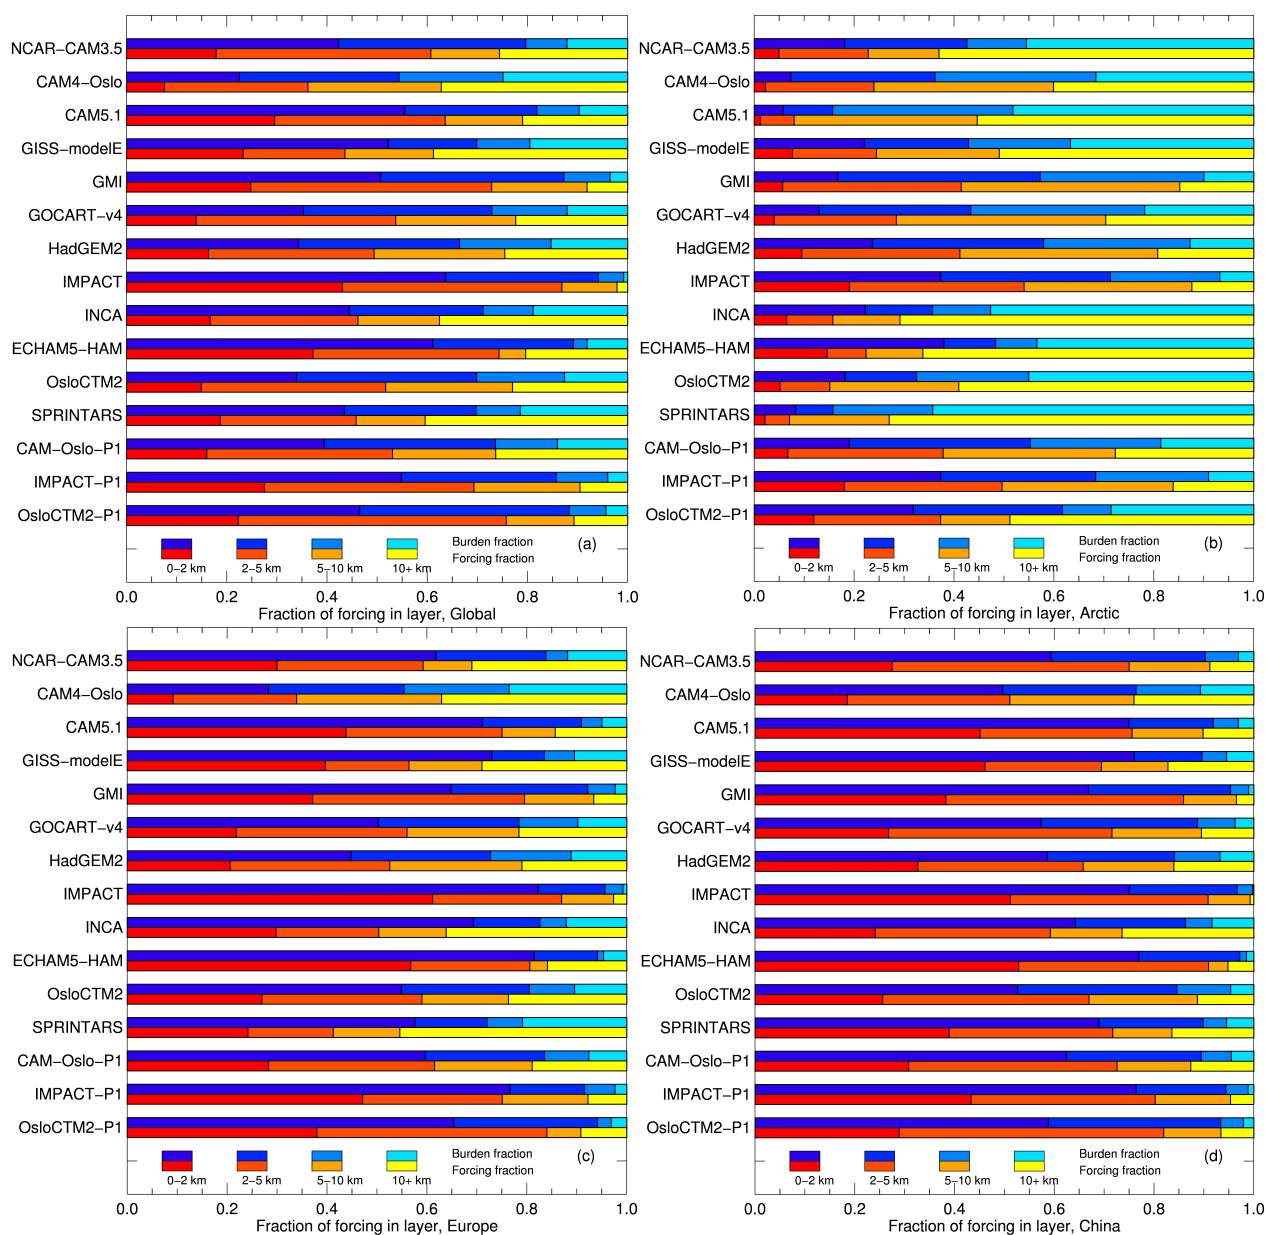 NCAR−CAM3.5
CAM4−Oslo
CAM5.1
GISS−modelE
GMI
GOCART−v4
HadGEM2
IMPACT
INCA
ECHAM5−HAM
OsloCTM2
SPRINTARS
CAM−Oslo−P1
IMPACT−P1
OsloCTM2−P1
Burden fraction
(a)
Forcing fraction
0−2 km 2−5 km 5−10 km 10+ km
0.0 0.2 0.4 0.6 0.8 1.0
Fraction of forcing in layer, Global
NCAR−CAM3.5
CAM4−Oslo
CAM5.1
GISS−modelE
GMI
GOCART−v4
HadGEM2
IMPACT
INCA
ECHAM5−HAM
OsloCTM2
SPRINTARS
CAM−Oslo−P1
IMPACT−P1
OsloCTM2−P1
Burden fraction
(b)
Forcing fraction
0−2 km 2−5 km 5−10 km 10+ km
0.0 0.2 0.4 0.6 0.8 1.0
Fraction of forcing in layer, Arctic
NCAR−CAM3.5
CAM4−Oslo
CAM5.1
GISS−modelE
GMI
GOCART−v4
HadGEM2
IMPACT
INCA
ECHAM5−HAM
OsloCTM2
SPRINTARS
CAM−Oslo−P1
IMPACT−P1
OsloCTM2−P1
Burden fraction
(c)
Forcing fraction
0−2 km 2−5 km 5−10 km 10+ km
0.0 0.2 0.4 0.6 0.8 1.0
Fraction of forcing in layer, Europe
NCAR−CAM3.5
CAM4−Oslo
CAM5.1
GISS−modelE
GMI
GOCART−v4
HadGEM2
IMPACT
INCA
ECHAM5−HAM
OsloCTM2
SPRINTARS
CAM−Oslo−P1
IMPACT−P1
OsloCTM2−P1
Burden fraction
(d)
Forcing fraction
0−2 km 2−5 km 5−10 km 10+ km
0.0 0.2 0.4 0.6 0.8 1.0
Fraction of forcing in layer, China